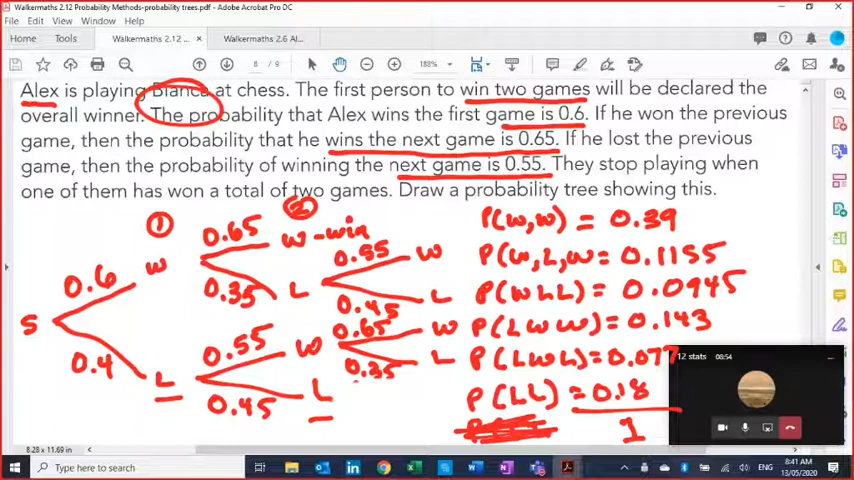 Walkermaths 2.12 Probability Methods-probability trees.pdf - Adobe Acrobat Pro DC
File Edit View Window Help
Home Tools Walkermaths 2.12 ... × Walkermaths 2.6 Al...
8 / 9 188%
Alex is playing Bianca at chess. The first person to win two games will be declared the
overall winner. The probability that Alex wins the first game is 0.6. If he won the previous
game, then the probability that he wins the next game is 0.65. If he lost the previous
game, then the probability of winning the next game is 0.55. They stop playing when
one of them has won a total of two games. Draw a probability tree showing this.
1 2
S 0.6 W 0.65 W - win
0.35 L 0.55 W
0.45 L
0.4 L 0.55 W 0.65 W
0.35 L
0.45 L
P(W,W) = 0.39
P(W,L,W = 0.1155
P(WLL) = 0.0945
P(LWW) = 0.143
P(LWL) = 0.077
P(LL) = 0.18
1
12 stats 08:54
8.28 x 11.69 in
Type here to search
ENG
8:41 AM
13/05/2020